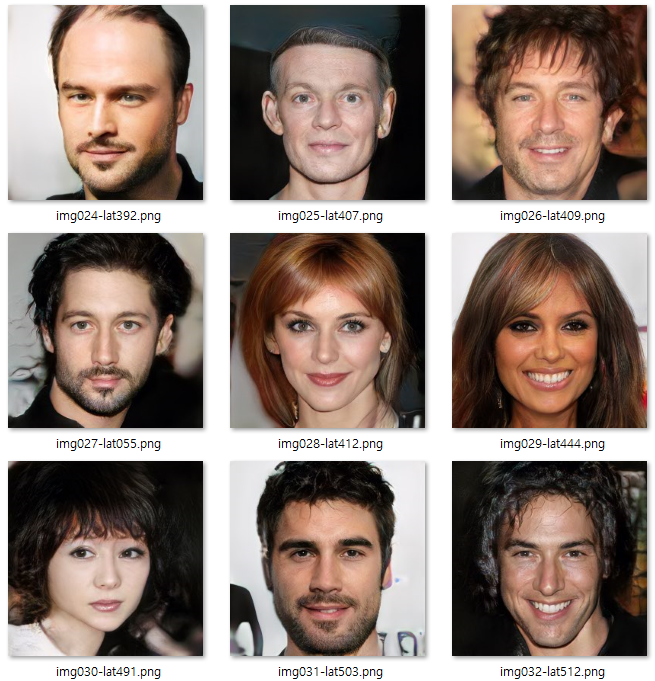 img024-lat392.png
img025-lat407.png
img026-lat409.png
img027-lat055.png
img028-lat412.png
img029-lat444.png
img030-lat491.png
img031-lat503.png
img032-lat512.png